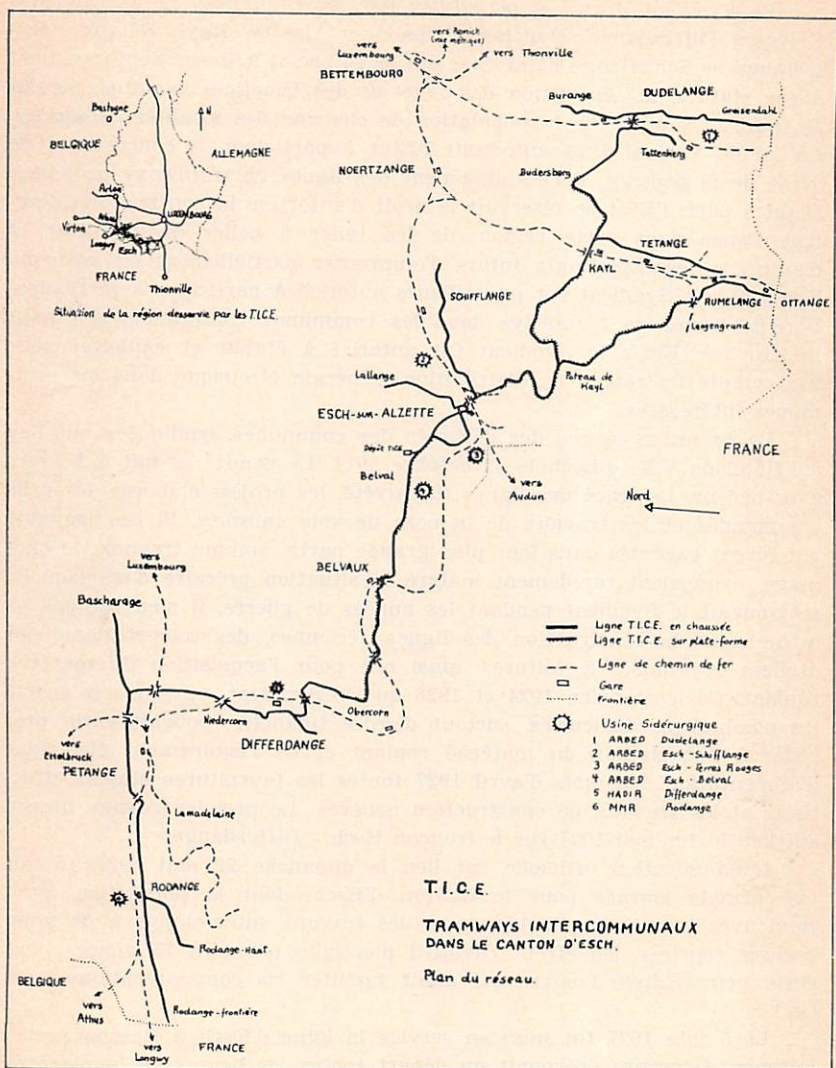 vers
Luxembourg
vers Remich
(voie métrique)
vers Thionville
BETTEMBOURG
Burange
DUDELANGE
Greisendahl
Tattenberg
Budersberg
NOERTZANGE
TETANGE
KAYL
RUMELANGE
OTTANGE
Langengrund
SCHIFFLANGE
Poteau de
Kayl
Lallange
ESCH-sur-ALZETTE
Dépôt TICE
Belval
FRANCE
vers
Audun
Nord
BELVAUX
Bastogne
N
BELGIQUE
ALLEMAGNE
Arlon
Athus
LUXEMBOURG
Virton
Longwy
Esch
FRANCE
Thionville
Situation de la région desservie par les T.I.C.E.
vers
Luxembourg
Bascharage
Obercorn
Niedercorn
DIFFERDANGE
vers
Ettelbruck
PETANGE
Lamadelaine
RODANGE
Rodange-Haut
BELGIQUE
vers
Athus
Rodange-frontière
vers
Longwy
FRANCE
Ligne T.I.C.E. en chaussée
Ligne T.I.C.E. sur plate-forme
Ligne de chemin de fer
Gare
Frontière
Usine Sidérurgique
1 ARBED Dudelange
2 ARBED Esch-Schifflange
3 ARBED Esch-Terres Rouges
4 ARBED Esch-Belval
5 HADIR Differdange
6 MMR Rodange
T.I.C.E.
TRAMWAYS INTERCOMMUNAUX
DANS LE CANTON D'ESCH.
Plan du réseau.